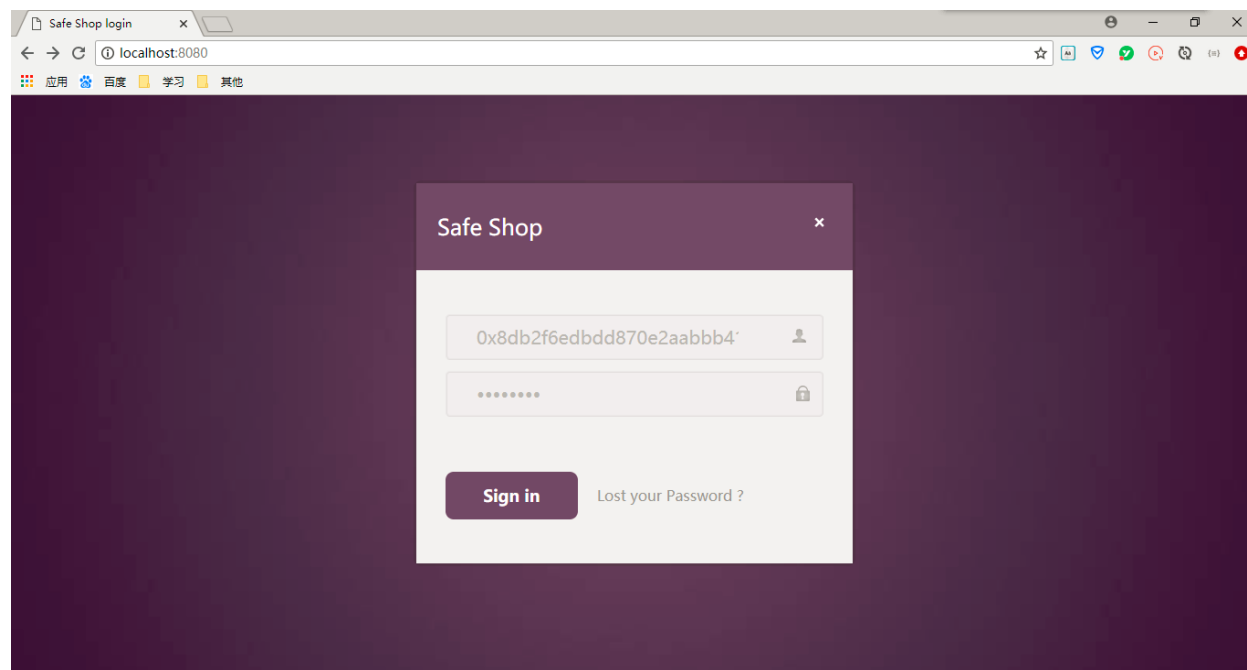 Safe Shop login
localhost:8080
应用 百度 学习 其他
Safe Shop
0x8db2f6edbdd870e2aabbb4
••••••••
Sign in Lost your Password ?